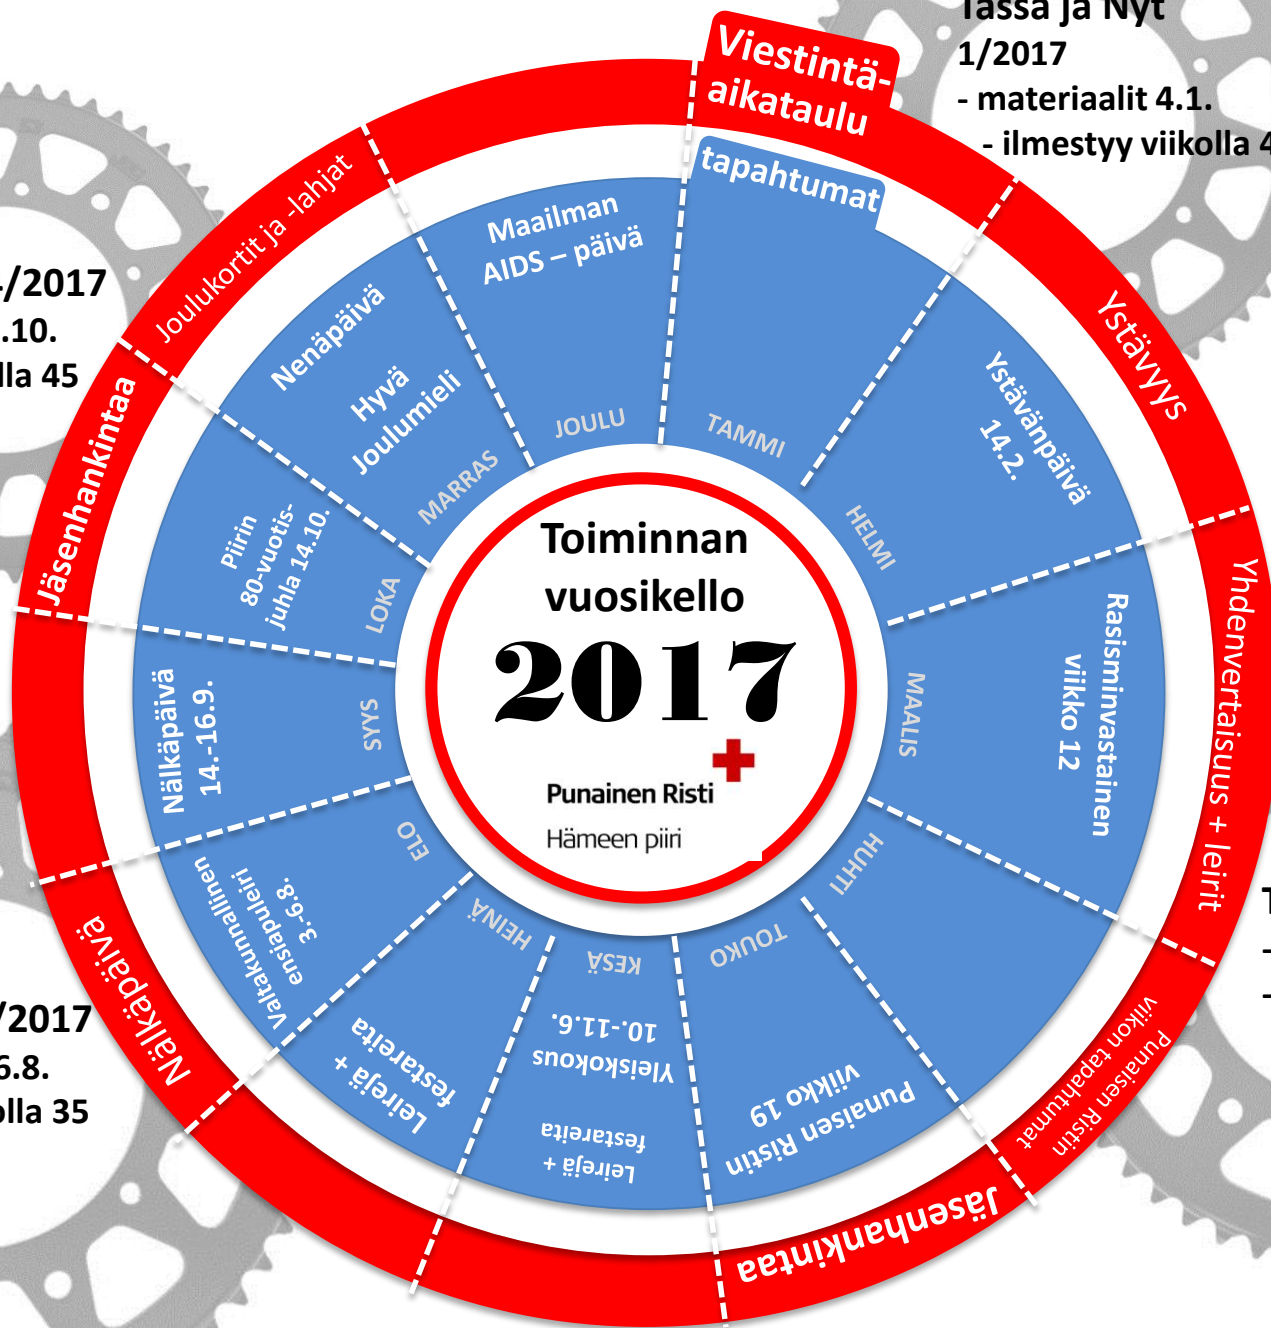 Tässä ja Nyt
1/2017
- materiaalit 4.1.
- ilmestyy viikolla 4
Viestintä-
aikataulu
tapahtumat
TAMMI
Ystävyys
Ystävänpäivä
14.2.
HELMI
Yhdenvertaisuus + leirit
Rasisminvastainen
viikko 12
MAALIS
Punaisen Ristin
viikon tapahtumat
HUHTI
Jäsenhankintaa
Punaisen Ristin
viikko 19
TOUKO
KESÄ
Yleiskokous
10.-11.6.
Leirejä +
festareita
HEINÄ
Leirejä +
festareita
Nälkäpäivä
Valtakunnallinen
ensiapuleiri
3.-6.8.
ELO
Nälkäpäivä
14.-16.9.
SYYS
Jäsenhankintaa
Piirin
80-vuotis-
juhla 14.10.
LOKA
Joulukortit ja -lahjat
Nenäpäivä
Hyvä
Joulumieli
MARRAS
Maailman
AIDS – päivä
JOULU
Toiminnan
vuosikello
2017
Punainen Risti
Hämeen piiri
/2017
.10.
lla 45
/2017
6.8.
olla 35
T
-
-